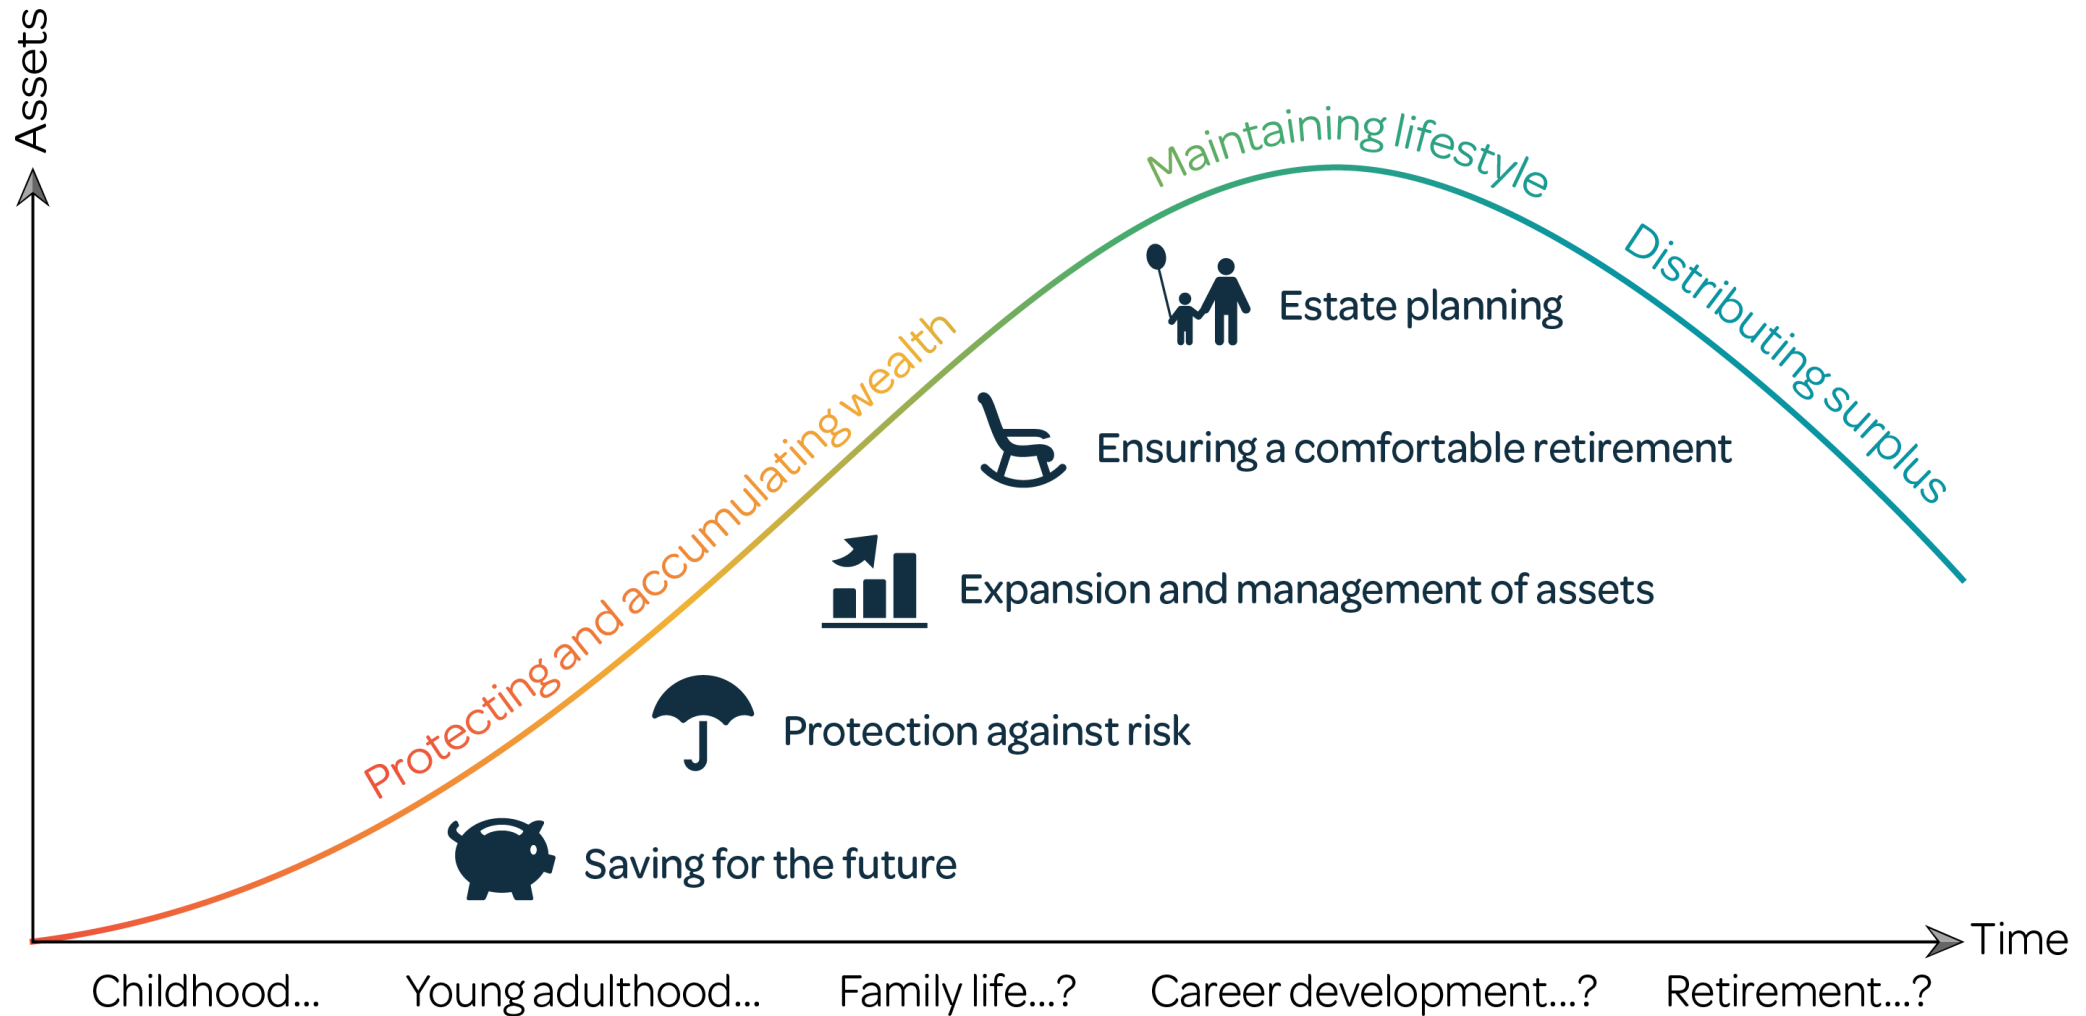 Assets
Maintaining lifestyle
Distributing surplus
Protecting and accumulating wealth
Estate planning
Ensuring a comfortable retirement
Expansion and management of assets
Protection against risk
Saving for the future
Time
Childhood...
Young adulthood...
Family life...?
Career development...?
Retirement...?